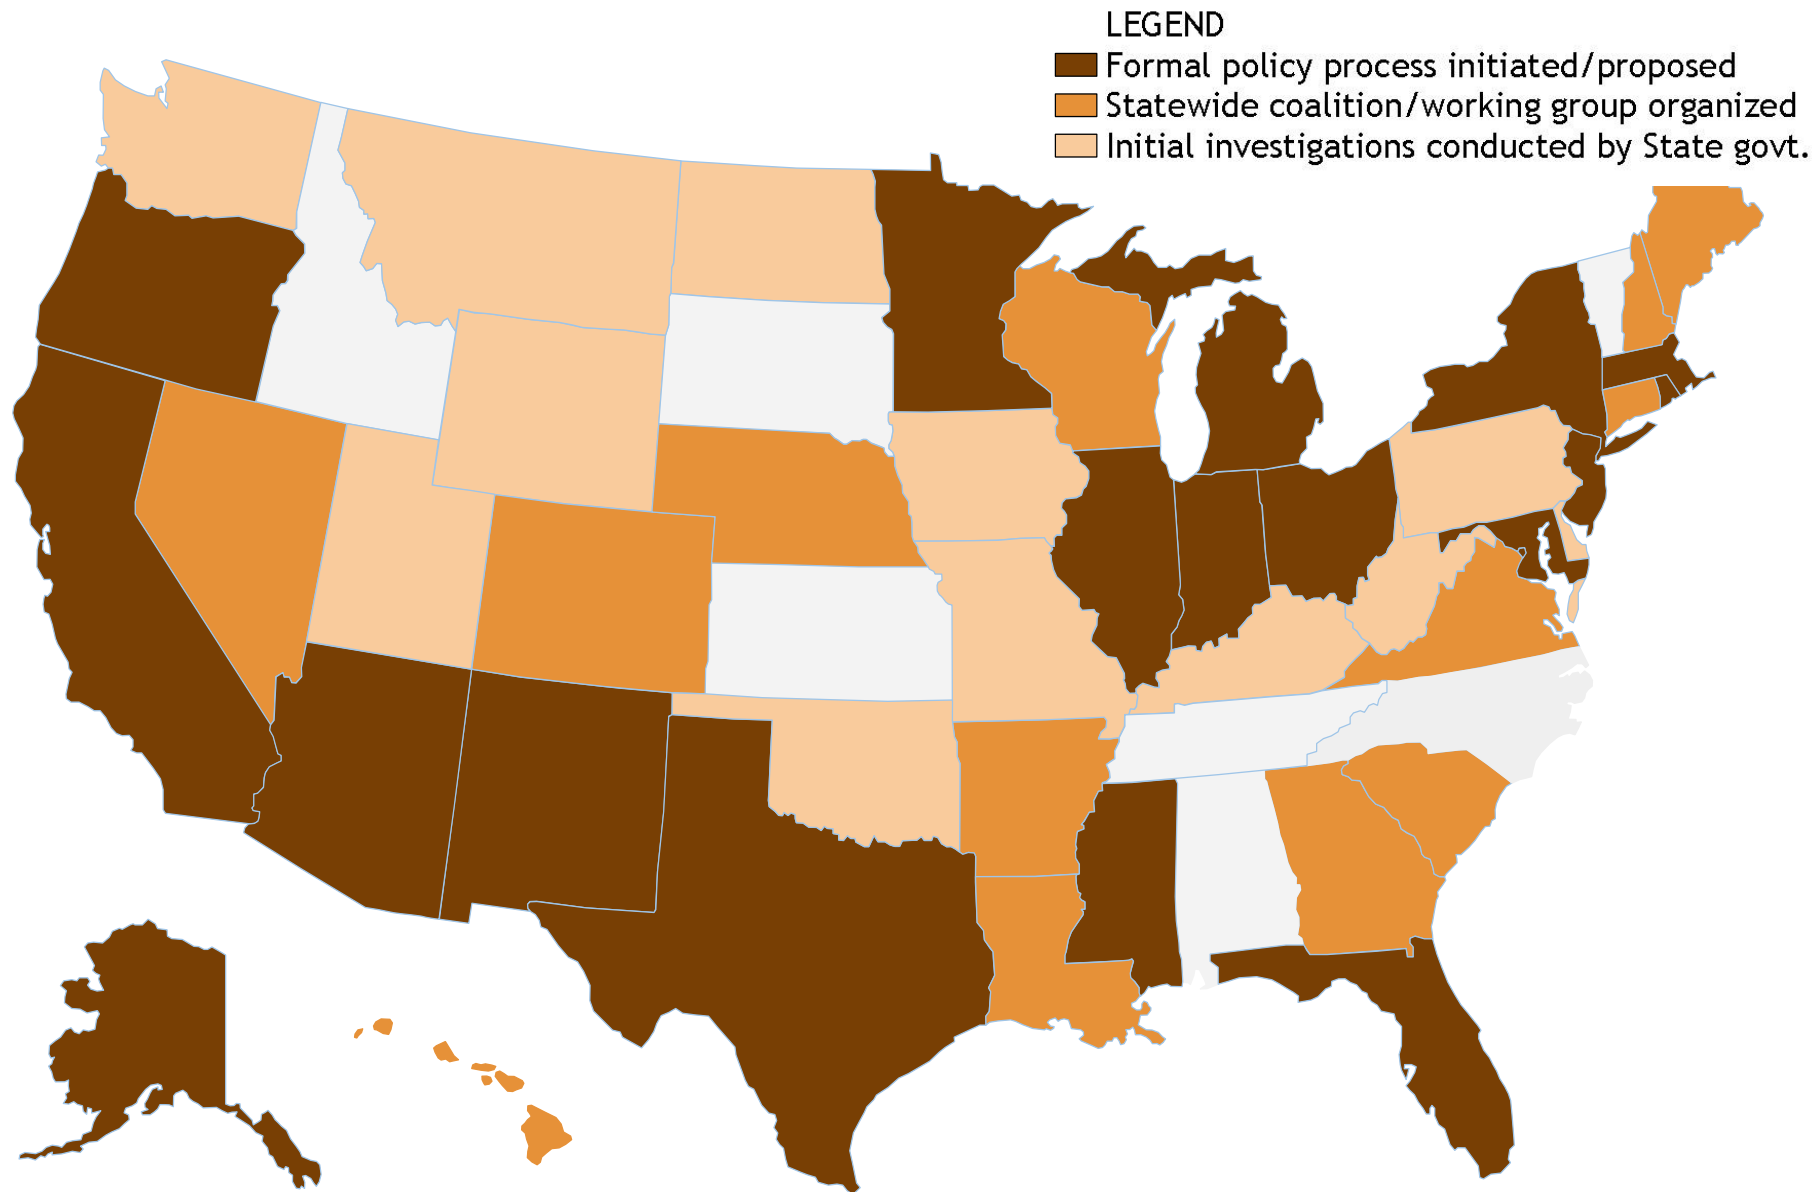 LEGEND
Formal policy process initiated/proposed
Statewide coalition/working group organized
Initial investigations conducted by State govt.